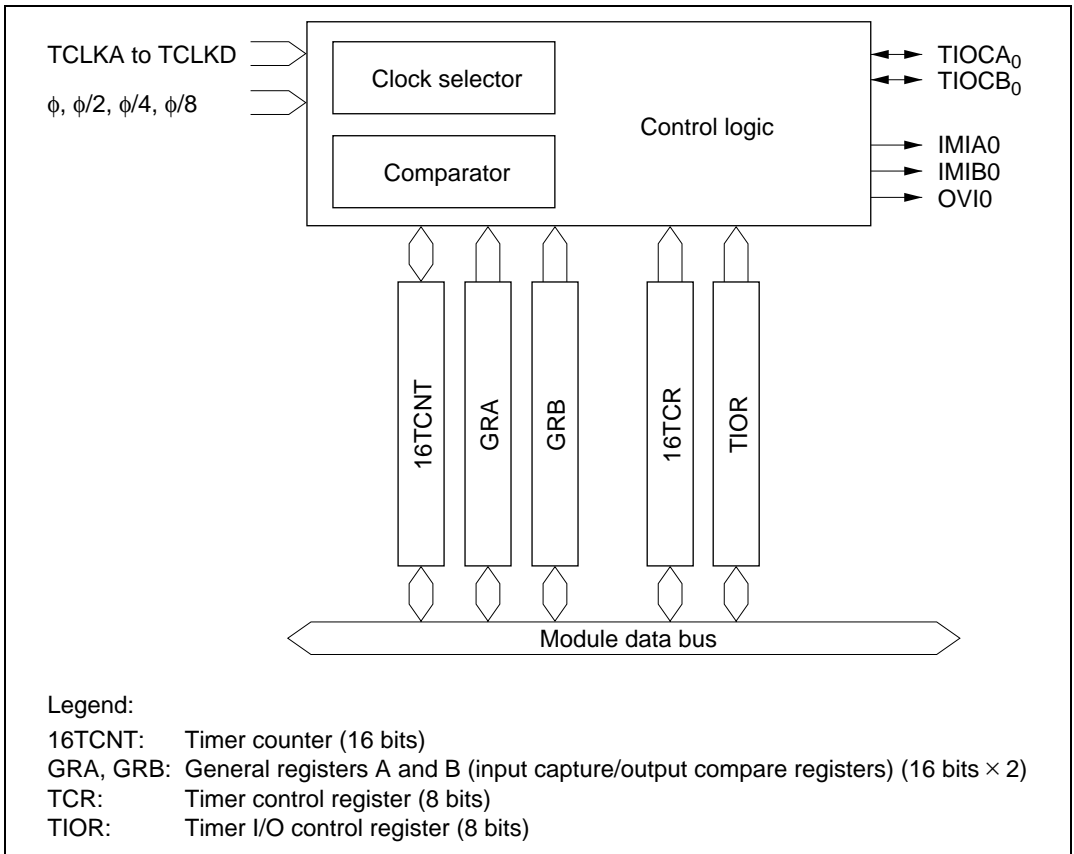 TCLKA to TCLKD
ϕ, ϕ/2, ϕ/4, ϕ/8
Clock selector
Comparator
Control logic
TIOCA₀
TIOCB₀
IMIA0
IMIB0
OVI0
16TCNT
GRA
GRB
16TCR
TIOR
Module data bus
Legend:
16TCNT: Timer counter (16 bits)
GRA, GRB: General registers A and B (input capture/output compare registers) (16 bits × 2)
TCR: Timer control register (8 bits)
TIOR: Timer I/O control register (8 bits)